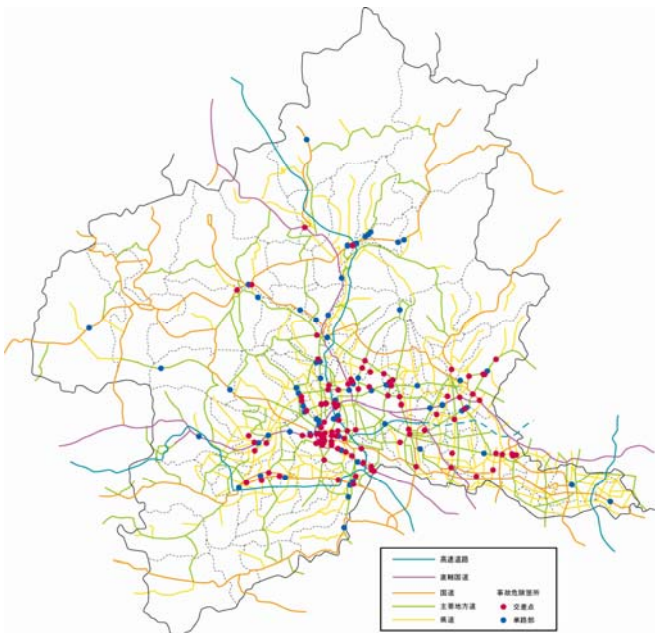 高速道路
直轄国道
国道
事故危険箇所
主要地方道
交差点
県道
単路部